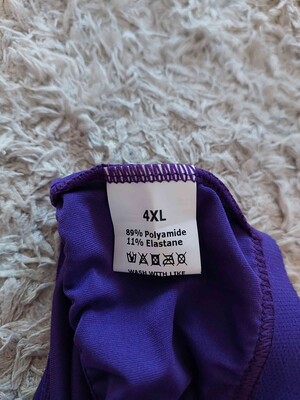 4XL
89% Polyamide
11% Elastane
WASH WITH LIKE